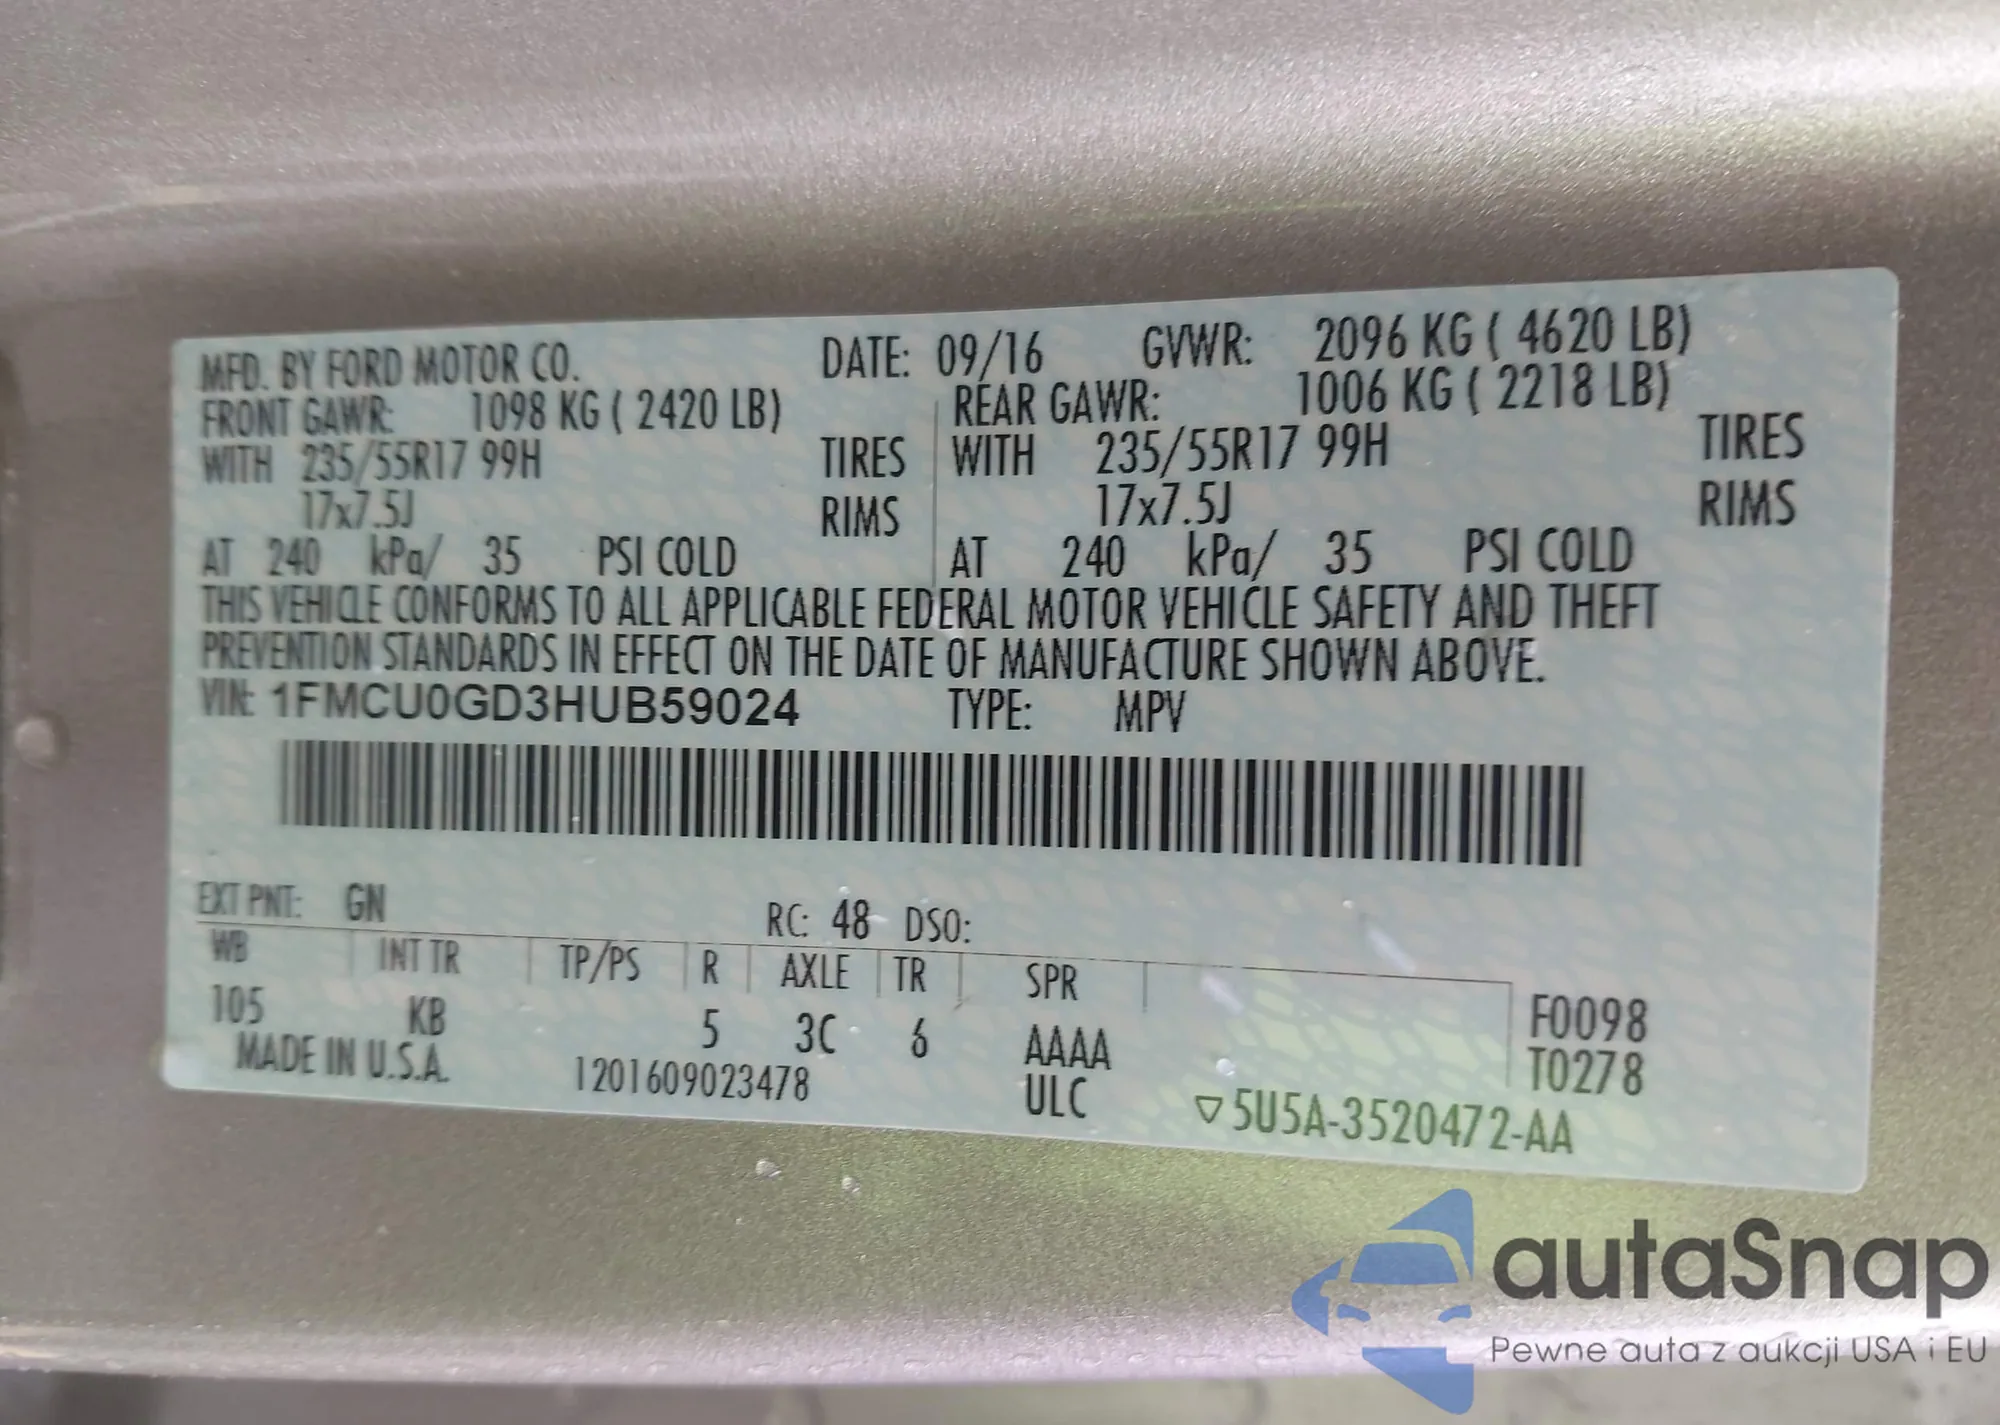 MFD. BY FORD MOTOR CO. DATE: 09/16 GVWR: 2096 KG ( 4620 LB)
FRONT GAWR: 1098 KG ( 2420 LB) REAR GAWR: 1006 KG ( 2218 LB)
WITH 235/55R17 99H TIRES WITH 235/55R17 99H TIRES
17x7.5J RIMS 17x7.5J RIMS
AT 240 kPa/ 35 PSI COLD AT 240 kPa/ 35 PSI COLD
THIS VEHICLE CONFORMS TO ALL APPLICABLE FEDERAL MOTOR VEHICLE SAFETY AND THEFT
PREVENTION STANDARDS IN EFFECT ON THE DATE OF MANUFACTURE SHOWN ABOVE.
VIN: 1FMCU0GD3HUB59024 TYPE: MPV
EXT PNT: GN RC: 48 DSO:
WB INT TR TP/PS R AXLE TR SPR
105 KB 5 3C 6 AAAA F0098
MADE IN U.S.A. 1201609023478 ULC T0278
▽5U5A-3520472-AA
autaSnap
Pewne auta z aukcji USA i EU